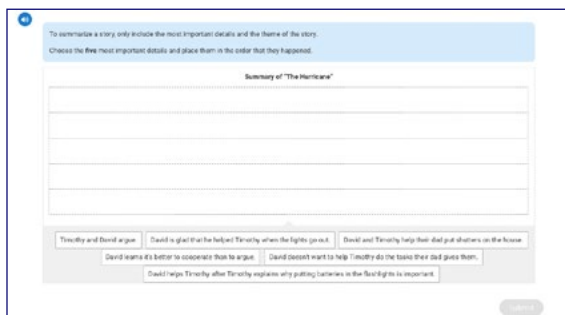 To summarize a story, only include the most important details and the theme of the story.
Choose the five most important details and place them in the order that they happened.
Summary of "The Hurricane"
Timothy and David argue.
David is glad that he helped Timothy when the lights go out.
David and Timothy help their dad put shutters on the house.
David learns it's better to cooperate than to argue.
David doesn't want to help Timothy do the tasks their dad gives them.
David helps Timothy after Timothy explains why putting batteries in the flashlights is important.
Submit